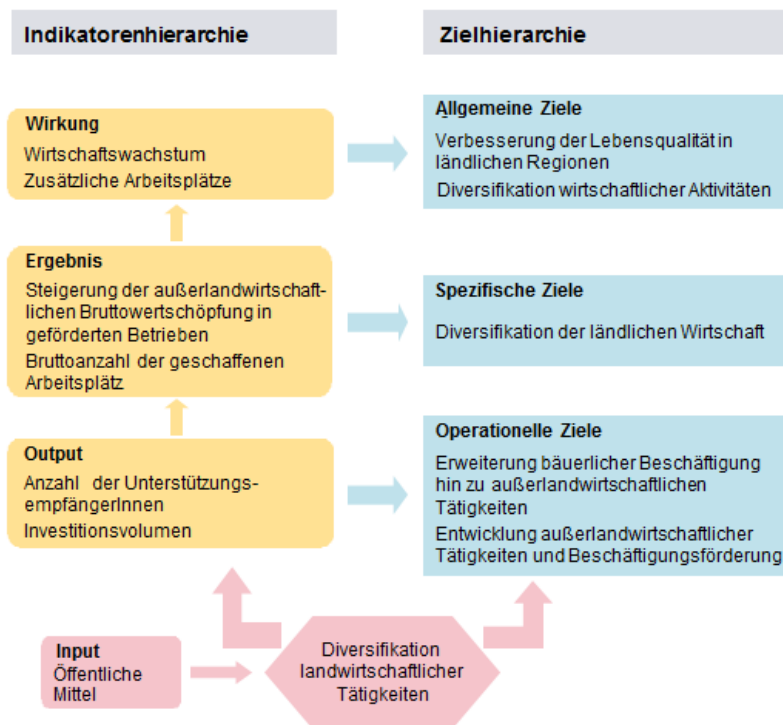 Indikatorenhierarchie
Zielhierarchie
Wirkung
Wirtschaftswachstum
Zusätzliche Arbeitsplätze
Allgemeine Ziele
Verbesserung der Lebensqualität in
ländlichen Regionen
Diversifikation wirtschaftlicher Aktivitäten
Ergebnis
Steigerung der außerlandwirtschaft-
lichen Bruttowertschöpfung in
geförderten Betrieben
Bruttoanzahl der geschaffenen
Arbeitsplätz
Spezifische Ziele
Diversifikation der ländlichen Wirtschaft
Output
Anzahl der Unterstützungs-
empfängerInnen
Investitionsvolumen
Operationelle Ziele
Erweiterung bäuerlicher Beschäftigung
hin zu außerlandwirtschaftlichen
Tätigkeiten
Entwicklung außerlandwirtschaftlicher
Tätigkeiten und Beschäftigungsförderung
Input
Öffentliche
Mittel
Diversifikation
landwirtschaftlicher
Tätigkeiten